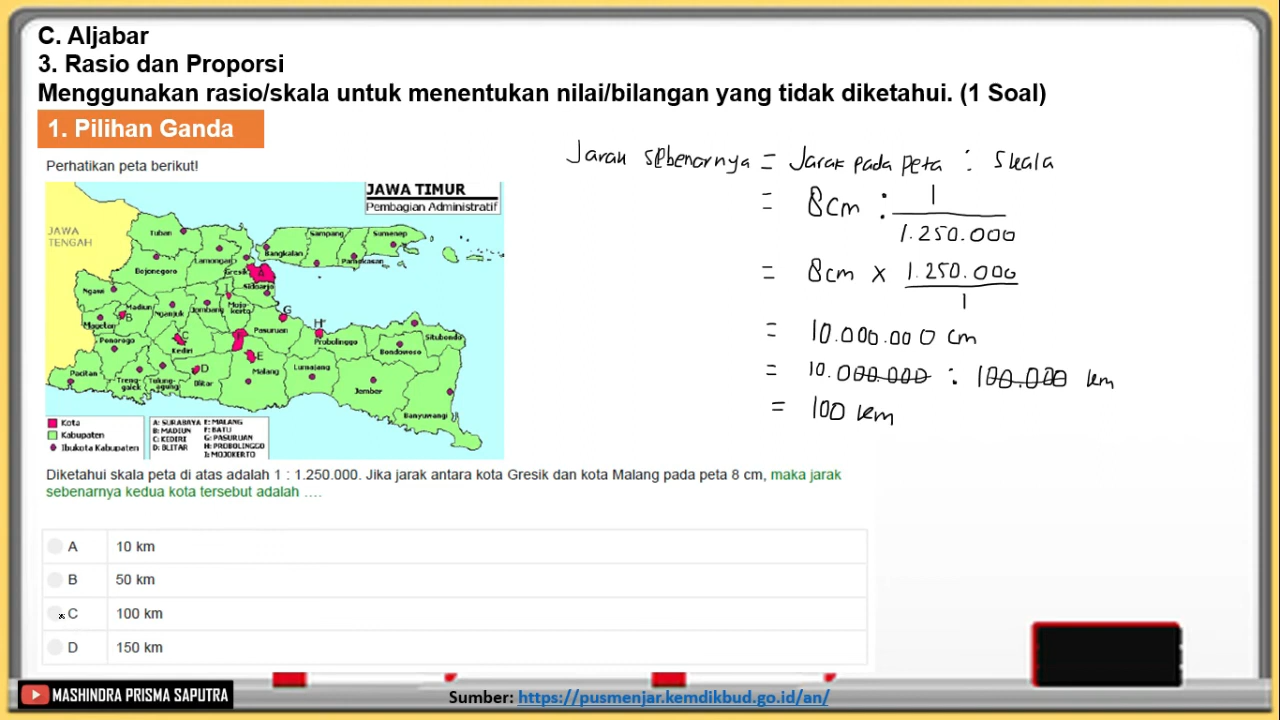 C. Aljabar
3. Rasio dan Proporsi
Menggunakan rasio/skala untuk menentukan nilai/bilangan yang tidak diketahui. (1 Soal)
1. Pilihan Ganda
Perhatikan peta berikut!
JAWA TIMUR
Pembagian Administratif
JAWA
TENGAH
Tuban
Sampang
Sumenep
Bangkalan
Pamekasan
Lamongan
Gresik
A
Bojonegoro
Sidoarjo
Ngawi
Madiun
B
Nganjuk
Jombang
Mojo-
kerto
G
Magetan
Pasuruan
H
Ponorogo
C
Kediri
Probolinggo
Situbondo
Bondowoso
E
Pacitan
Treng-
galek
Tulung-
agung
D
Blitar
Malang
Lumajang
Jember
Banyuwangi
Kota
Kabupaten
Ibukota Kabupaten
A: SURABAYA E: MALANG
B: MADIUN F: BATU
C: KEDIRI G: PASURUAN
D: BLITAR H: PROBOLINGGO
I: MOJOKERTO
Diketahui skala peta di atas adalah 1 : 1.250.000. Jika jarak antara kota Gresik dan kota Malang pada peta 8 cm, maka jarak
sebenarnya kedua kota tersebut adalah ....
A 10 km
B 50 km
C 100 km
D 150 km
Jarak sebenarnya = Jarak pada peta : skala
= 8cm : 1
1.250.000
= 8cm x 1.250.000
1
= 10.000.000 cm
= 10.000.000 : 100.000 km
= 100 km
MASHINDRA PRISMA SAPUTRA
Sumber: https://pusmenjar.kemdikbud.go.id/an/